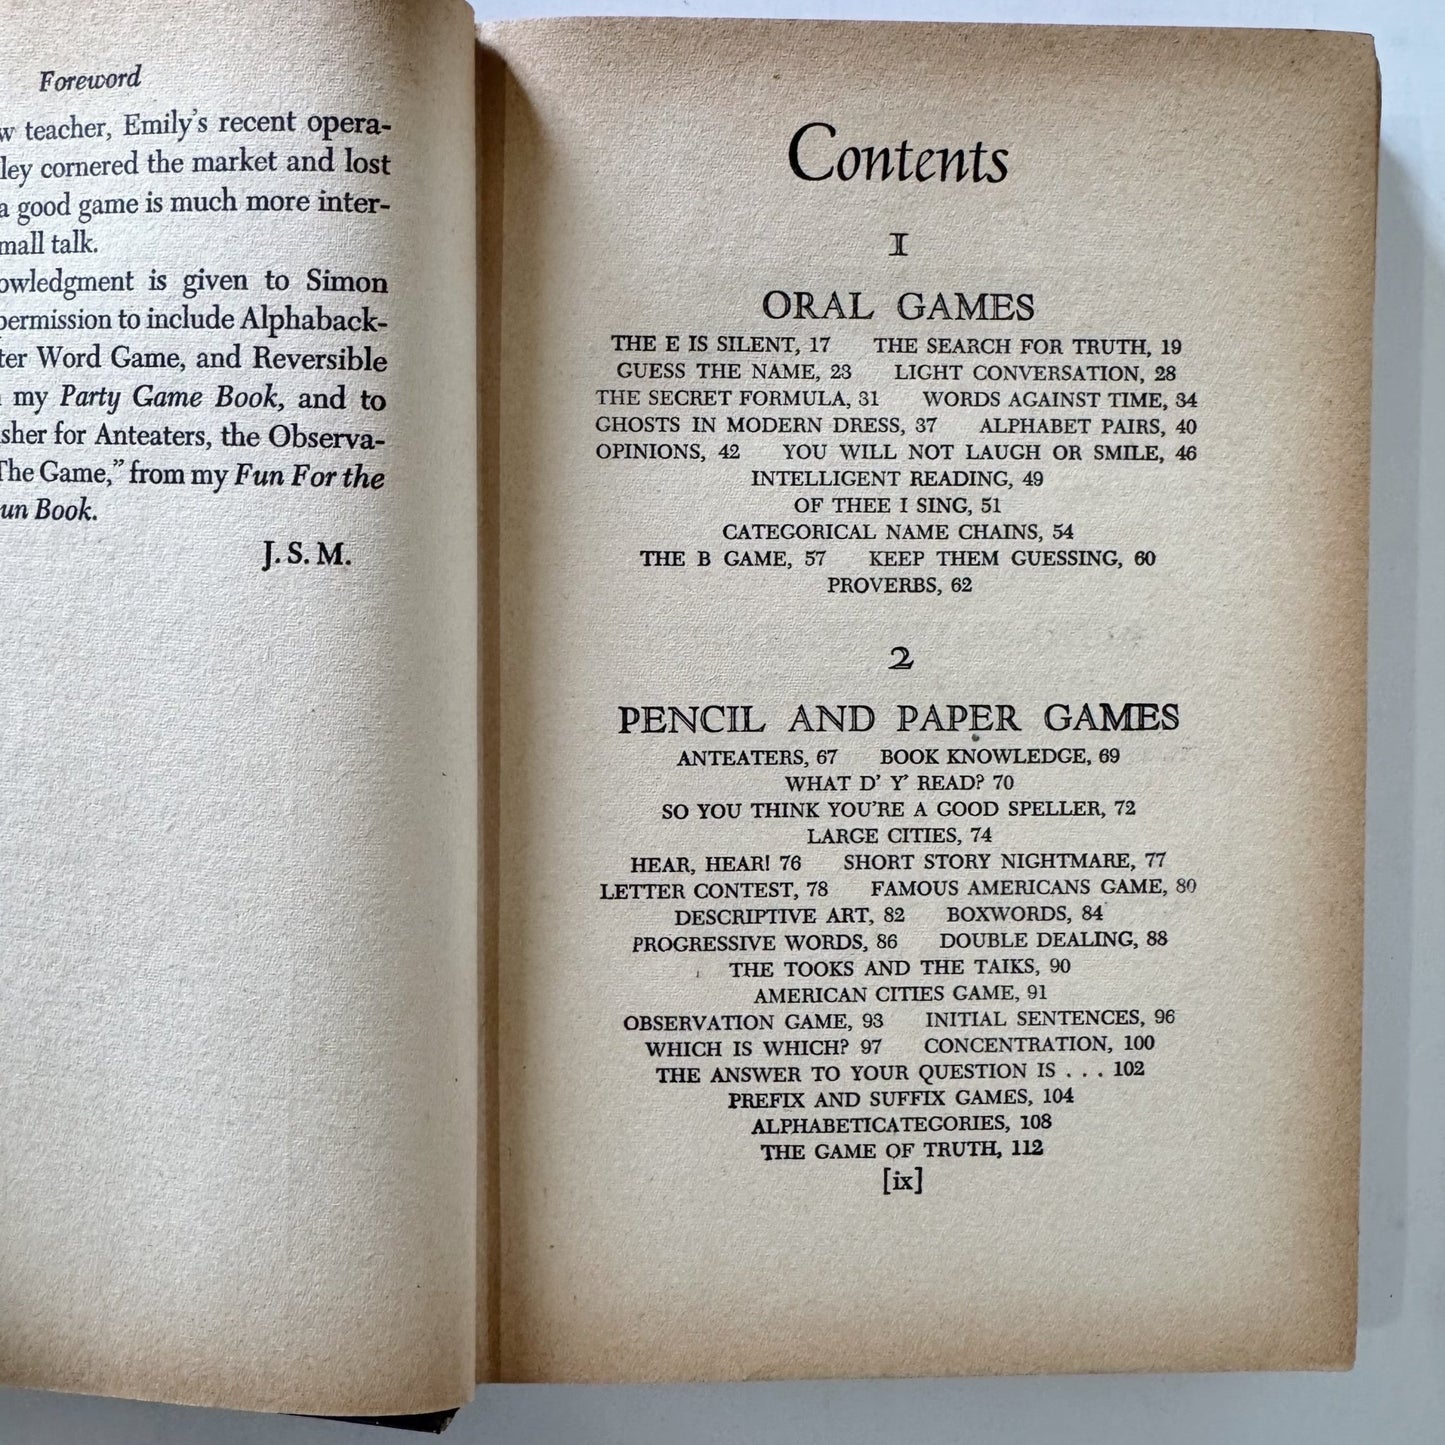 Foreword
teacher, Emily's recent opera-
cornered the market and lost
a good game is much more inter-
talk.
is given to Simon
permission to include Alphaback-
Word Game, and Reversible
my Party Game Book, and to
for Anteaters, the Observa-
The Game," from my Fun For the
Book.
J. S. M.
Contents
1
ORAL GAMES
THE E IS SILENT, 17 THE SEARCH FOR TRUTH, 19
GUESS THE NAME, 23 LIGHT CONVERSATION, 28
THE SECRET FORMULA, 31 WORDS AGAINST TIME, 34
GHOSTS IN MODERN DRESS, 37 ALPHABET PAIRS, 40
OPINIONS, 42 YOU WILL NOT LAUGH OR SMILE, 46
INTELLIGENT READING, 49
OF THEE I SING, 51
CATEGORICAL NAME CHAINS, 54
THE B GAME, 57 KEEP THEM GUESSING, 60
PROVERBS, 62
2
PENCIL AND PAPER GAMES
ANTEATERS, 67 BOOK KNOWLEDGE, 69
WHAT D' Y' READ? 70
SO YOU THINK YOU'RE A GOOD SPELLER, 72
LARGE CITIES, 74
HEAR, HEAR! 76 SHORT STORY NIGHTMARE, 77
LETTER CONTEST, 78 FAMOUS AMERICANS GAME, 80
DESCRIPTIVE ART, 82 BOXWORDS, 84
PROGRESSIVE WORDS, 86 DOUBLE DEALING, 88
THE TOOKS AND THE TAIKS, 90
AMERICAN CITIES GAME, 91
OBSERVATION GAME, 93 INITIAL SENTENCES, 96
WHICH IS WHICH? 97 CONCENTRATION, 100
THE ANSWER TO YOUR QUESTION IS . . . 102
PREFIX AND SUFFIX GAMES, 104
ALPHABETICATEGORIES, 108
THE GAME OF TRUTH, 112
[ix]